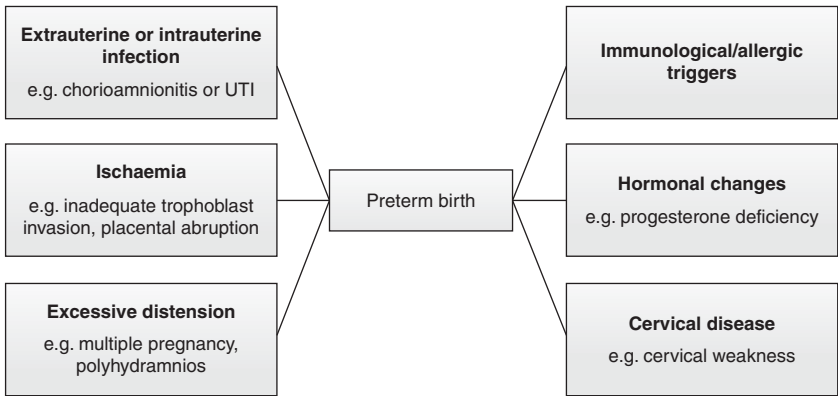 Extrauterine or intrauterine
infection
e.g. chorioamnionitis or UTI
Ischaemia
e.g. inadequate trophoblast
invasion, placental abruption
Excessive distension
e.g. multiple pregnancy,
polyhydramnios
Preterm birth
Immunological/allergic
triggers
Hormonal changes
e.g. progesterone deficiency
Cervical disease
e.g. cervical weakness